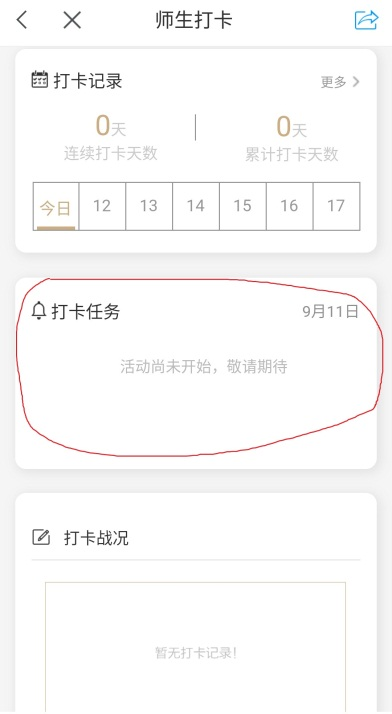 师生打卡
打卡记录 更多
0天 0天
连续打卡天数 累计打卡天数
今日 12 13 14 15 16 17
打卡任务 9月11日
活动尚未开始，敬请期待
打卡战况
暂无打卡记录!